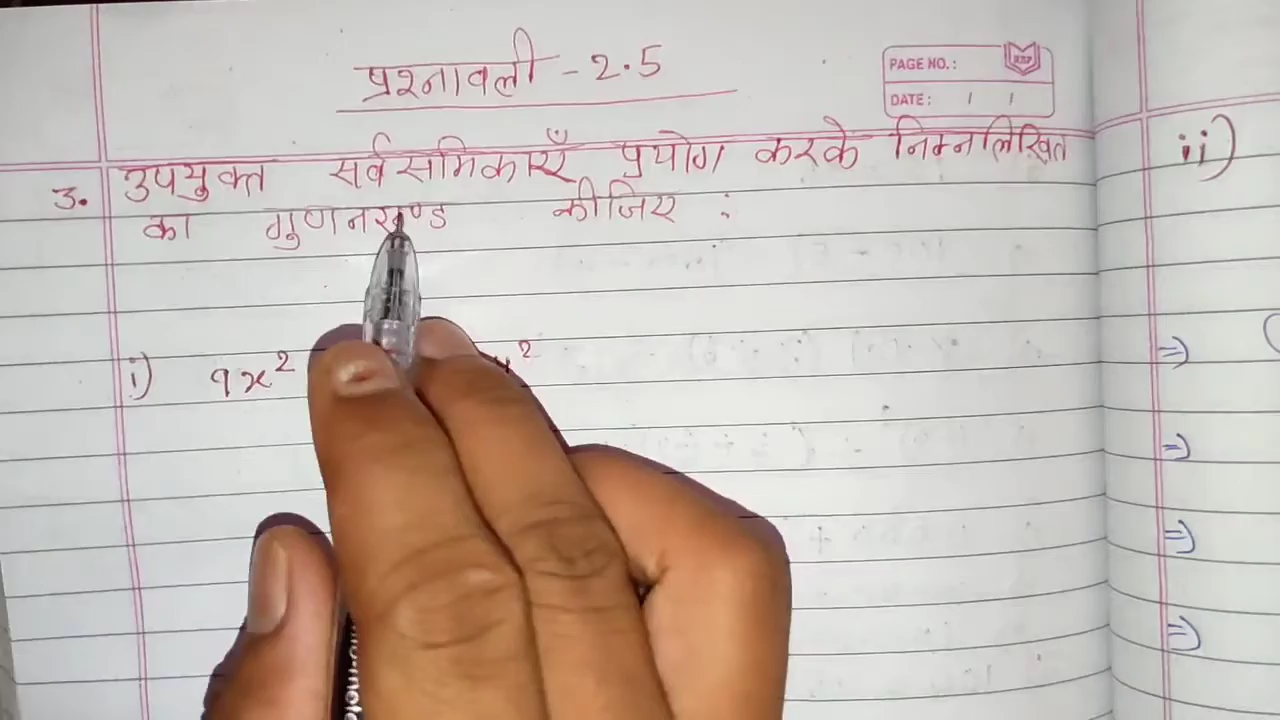 प्रश्नावली - 2.5
PAGE NO.:
DATE: / /
3. उपयुक्त सर्वसमिकाएँ प्रयोग करके निम्नलिखित
का गुणनखण्ड कीजिए :
i) 9x²
ii)
⇒
⇒
⇒
⇒